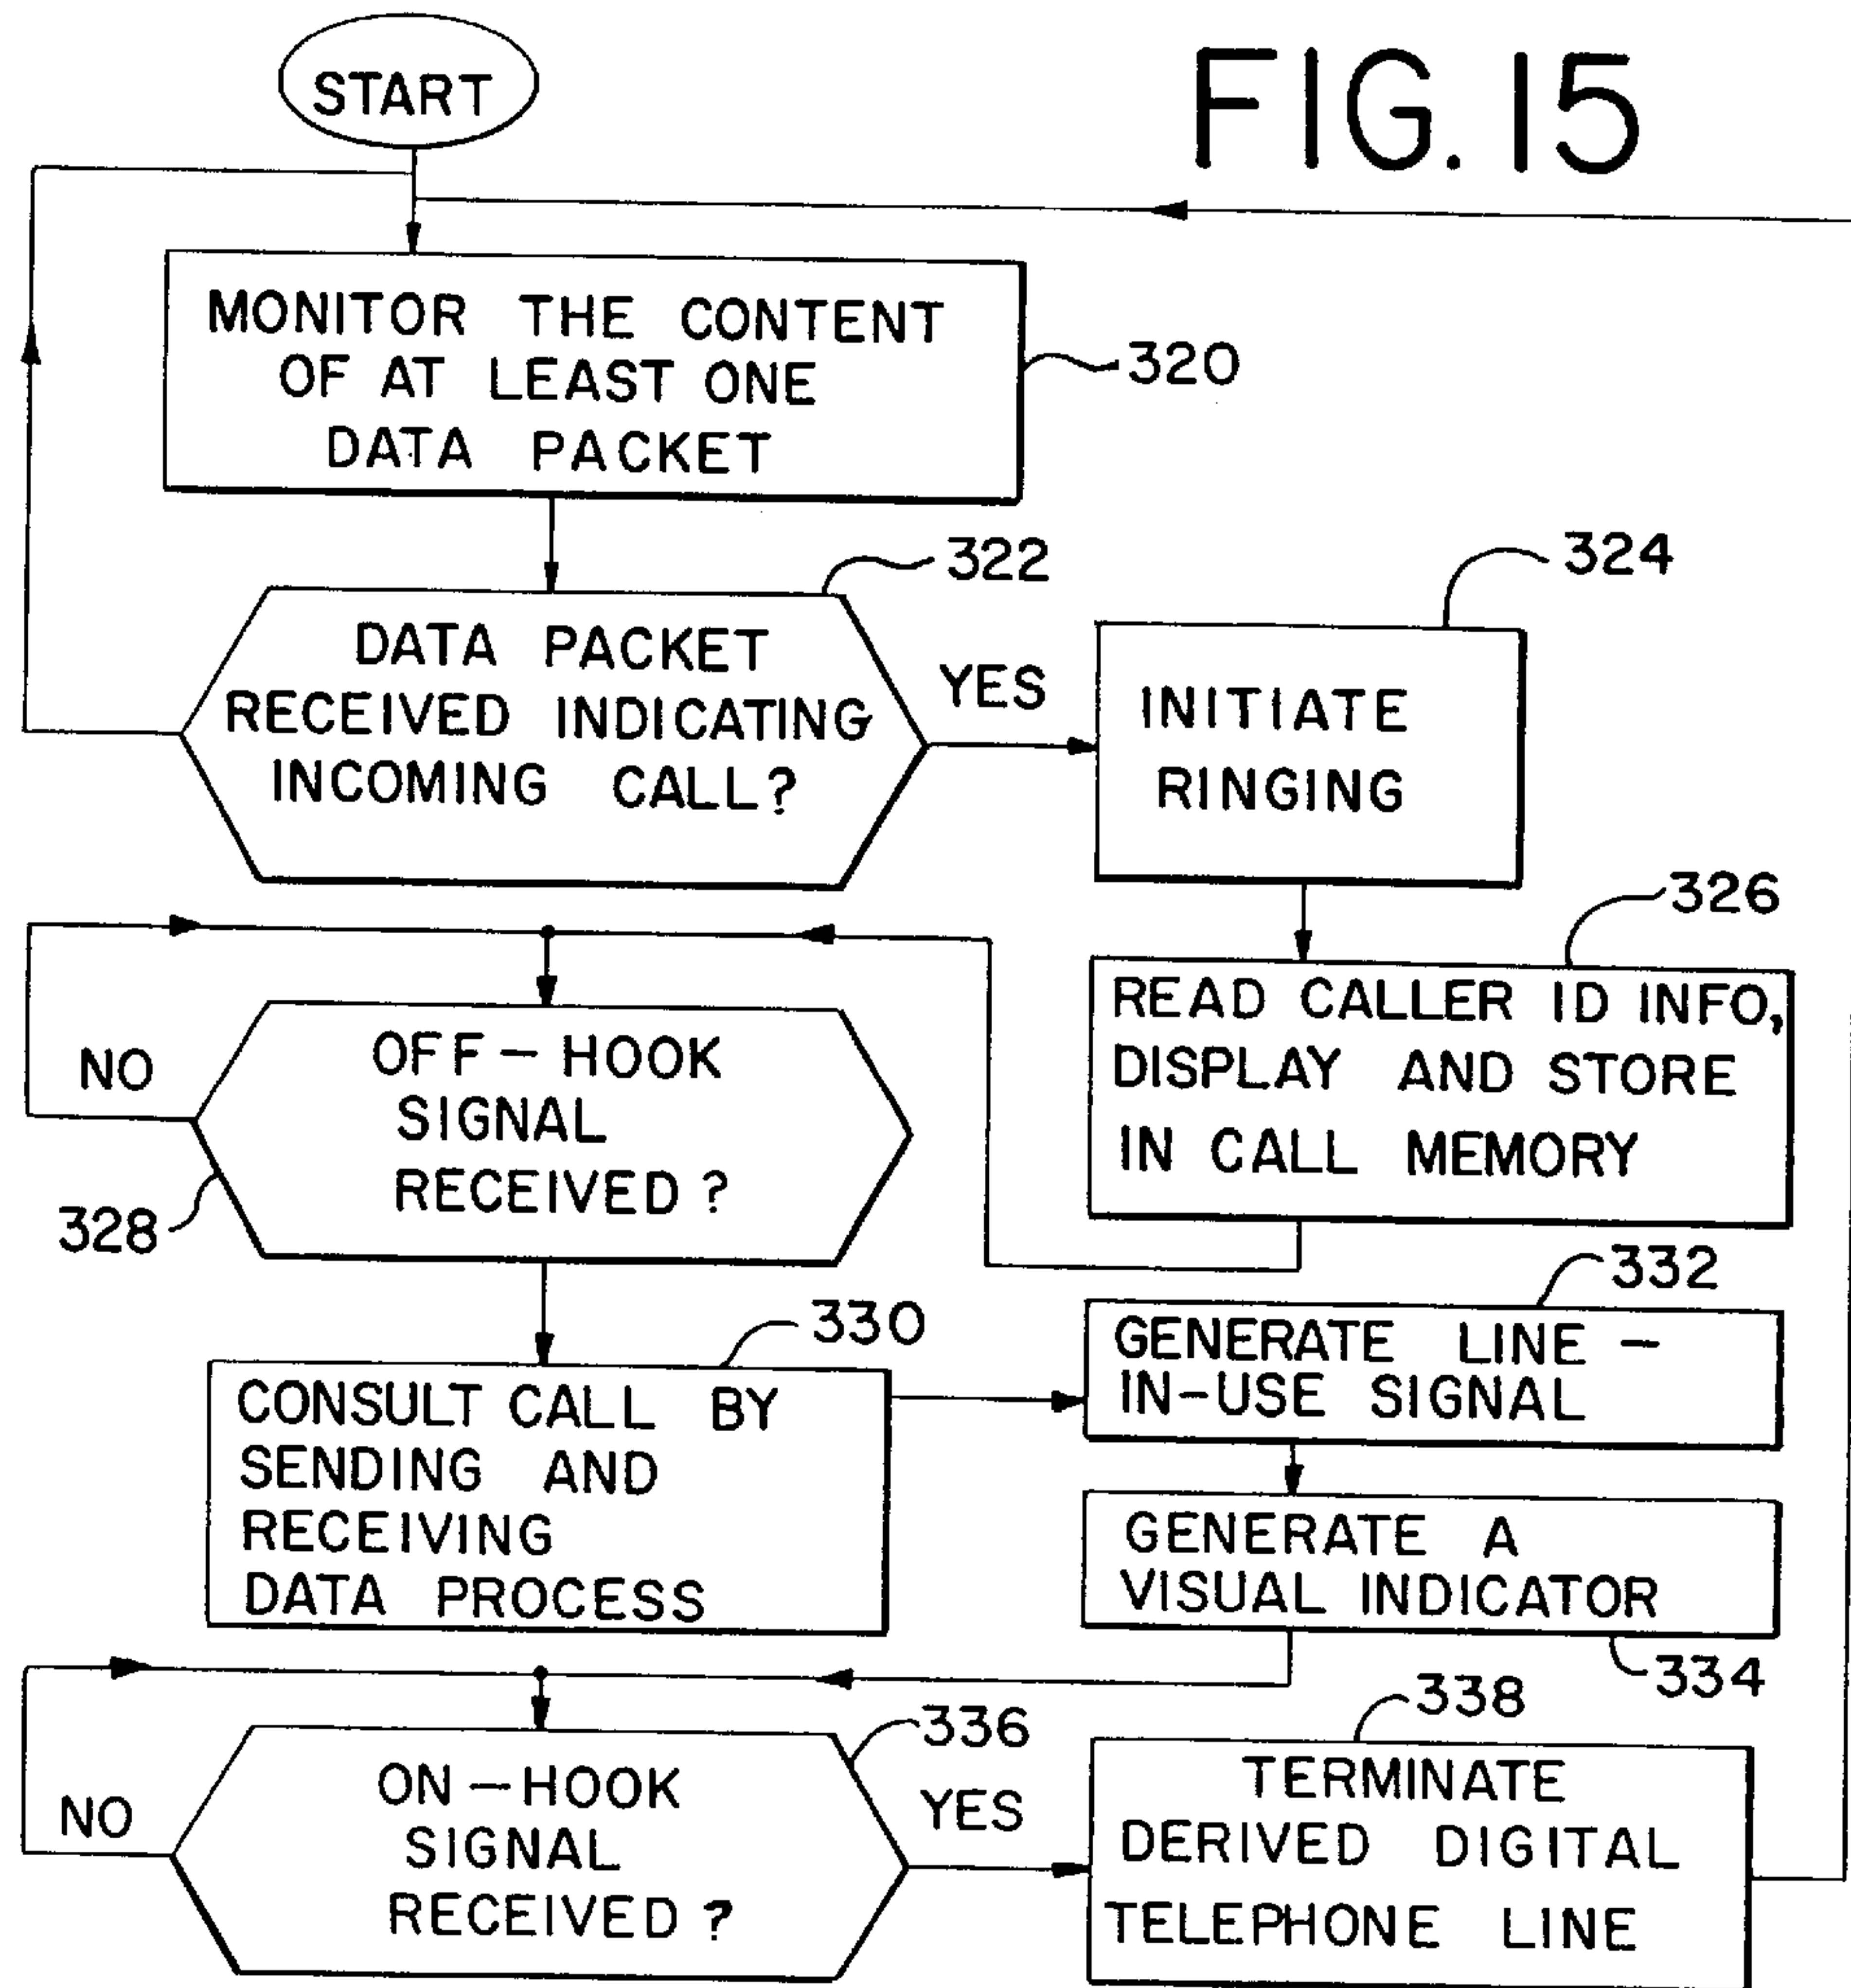 FIG. 15
START
MONITOR THE CONTENT
OF AT LEAST ONE
DATA PACKET
320
322
DATA PACKET
RECEIVED INDICATING
INCOMING CALL?
YES
324
INITIATE
RINGING
326
READ CALLER ID INFO,
DISPLAY AND STORE
IN CALL MEMORY
NO
OFF-HOOK
SIGNAL
RECEIVED?
328
330
CONSULT CALL BY
SENDING AND
RECEIVING
DATA PROCESS
332
GENERATE LINE-
IN-USE SIGNAL
GENERATE A
VISUAL INDICATOR
334
336
NO
ON-HOOK
SIGNAL
RECEIVED?
YES
338
TERMINATE
DERIVED DIGITAL
TELEPHONE LINE